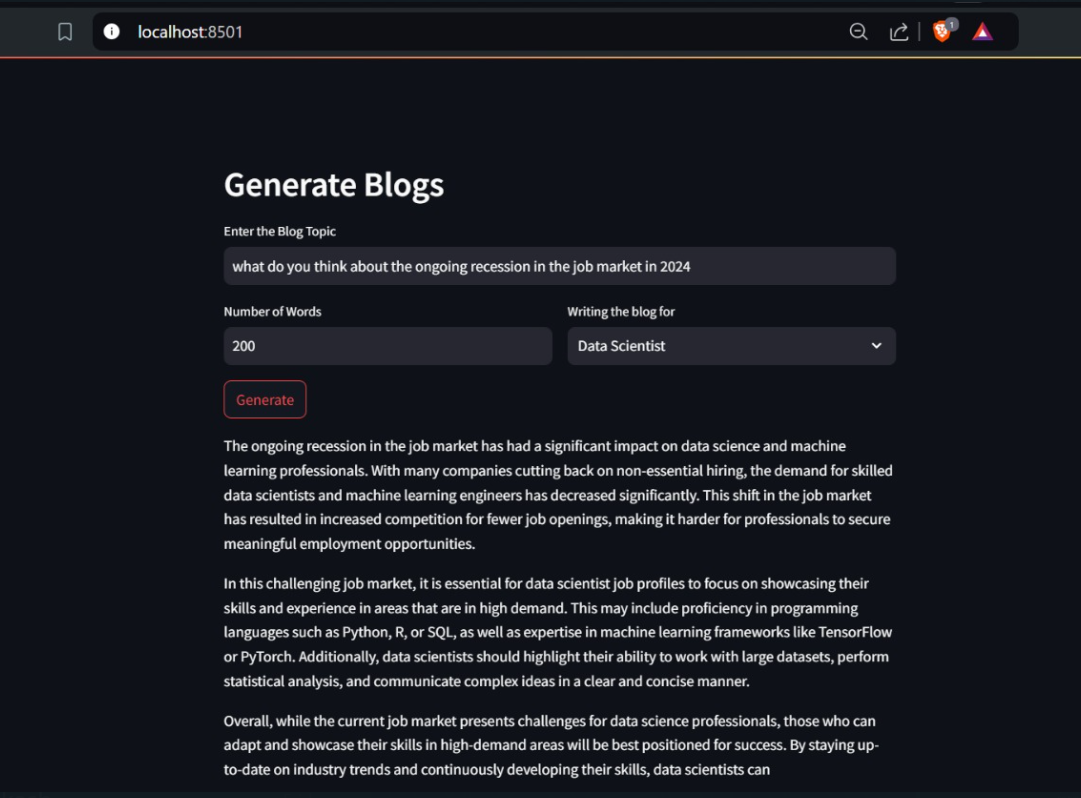 localhost:8501
1
Generate Blogs
Enter the Blog Topic
what do you think about the ongoing recession in the job market in 2024
Number of Words
Writing the blog for
200
Data Scientist
Generate
The ongoing recession in the job market has had a significant impact on data science and machine
learning professionals. With many companies cutting back on non-essential hiring, the demand for skilled
data scientists and machine learning engineers has decreased significantly. This shift in the job market
has resulted in increased competition for fewer job openings, making it harder for professionals to secure
meaningful employment opportunities.
In this challenging job market, it is essential for data scientist job profiles to focus on showcasing their
skills and experience in areas that are in high demand. This may include proficiency in programming
languages such as Python, R, or SQL, as well as expertise in machine learning frameworks like TensorFlow
or PyTorch. Additionally, data scientists should highlight their ability to work with large datasets, perform
statistical analysis, and communicate complex ideas in a clear and concise manner.
Overall, while the current job market presents challenges for data science professionals, those who can
adapt and showcase their skills in high-demand areas will be best positioned for success. By staying up-
to-date on industry trends and continuously developing their skills, data scientists can